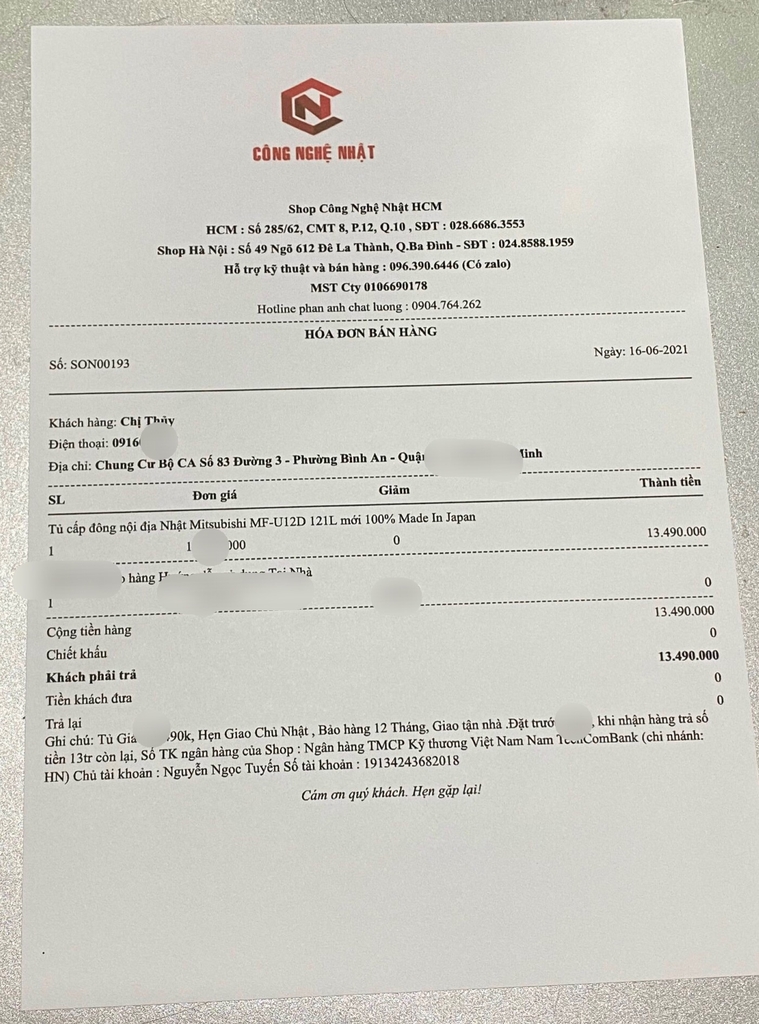 CN
CÔNG NGHỆ NHẬT
Shop Công Nghệ Nhật HCM
HCM : Số 285/62, CMT 8, P.12, Q.10 , SĐT : 028.6686.3553
Shop Hà Nội : Số 49 Ngõ 612 Đê La Thành, Q.Ba Đình - SĐT : 024.8588.1959
Hỗ trợ kỹ thuật và bán hàng : 096.390.6446 (Có zalo)
MST Cty 0106690178
Hotline phan anh chat luong : 0904.764.262
HÓA ĐƠN BÁN HÀNG
Số: SON00193 Ngày: 16-06-2021
Khách hàng: Chị Thủy
Điện thoại: 0916
Địa chỉ: Chung Cư Bộ CA Số 83 Đường 3 - Phường Bình An - Quận Minh
SL Đơn giá Giảm Thành tiền
Tủ cấp đông nội địa Nhật Mitsubishi MF-U12D 121L mới 100% Made In Japan
1 1 000 0 13.490.000
hàng Tại Nhà
1 0
Cộng tiền hàng 13.490.000
Chiết khấu 0
Khách phải trả 13.490.000
Tiền khách đưa 0
Trả lại 0
Ghi chú: Tủ Giá 90k, Hẹn Giao Chủ Nhật , Bảo hàng 12 Tháng, Giao tận nhà .Đặt trước , khi nhận hàng trả số
tiền 13tr còn lại, Số TK ngân hàng của Shop : Ngân hàng TMCP Kỹ thương Việt Nam Nam TechComBank (chi nhánh:
HN) Chủ tài khoản : Nguyễn Ngọc Tuyến Số tài khoản : 19134243682018
Cám ơn quý khách. Hẹn gặp lại!